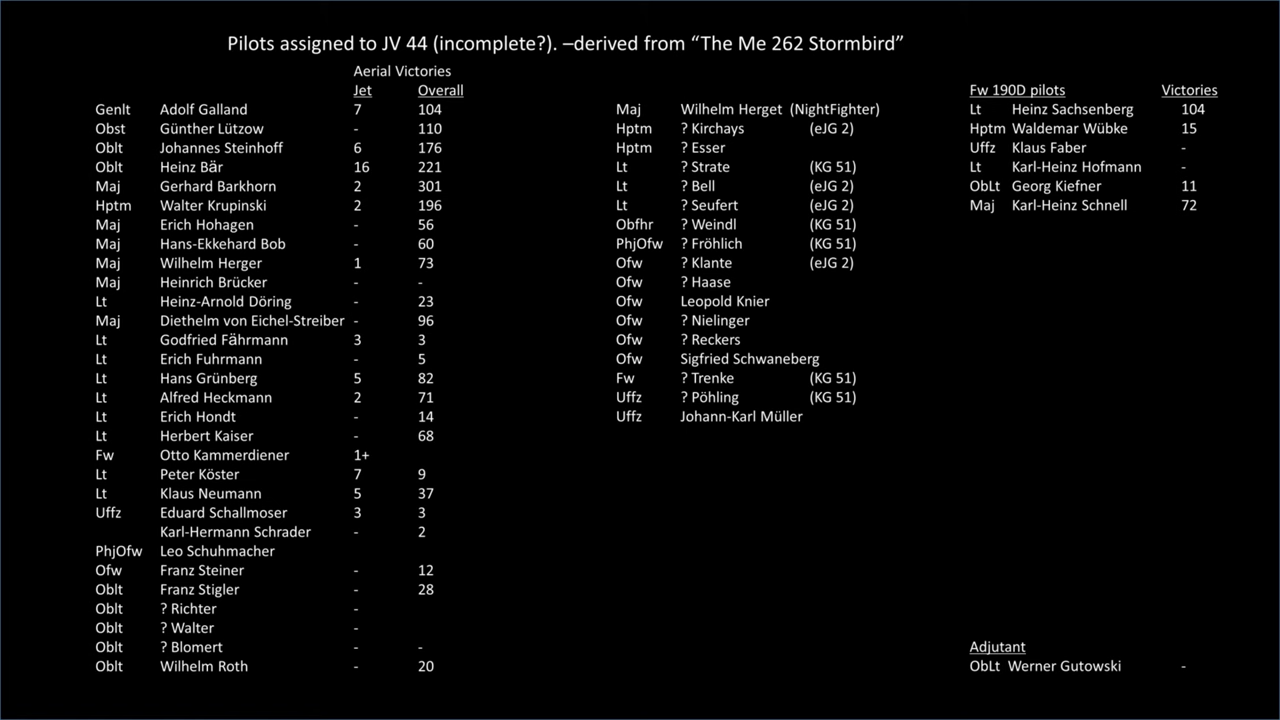 Pilots assigned to JV 44 (incomplete?). –derived from “The Me 262 Stormbird”
Aerial Victories
Jet Overall
Genlt Adolf Galland 7 104
Obst Günther Lützow - 110
Oblt Johannes Steinhoff 6 176
Oblt Heinz Bär 16 221
Maj Gerhard Barkhorn 2 301
Hptm Walter Krupinski 2 196
Maj Erich Hohagen - 56
Maj Hans-Ekkehard Bob - 60
Maj Wilhelm Herger 1 73
Maj Heinrich Brücker - -
Lt Heinz-Arnold Döring - 23
Maj Diethelm von Eichel-Streiber - 96
Lt Godfried Fährmann 3 3
Lt Erich Fuhrmann - 5
Lt Hans Grünberg 5 82
Lt Alfred Heckmann 2 71
Lt Erich Hondt - 14
Lt Herbert Kaiser - 68
Fw Otto Kammerdiener 1+
Lt Peter Köster 7 9
Lt Klaus Neumann 5 37
Uffz Eduard Schallmoser 3 3
Karl-Hermann Schrader - 2
PhjOfw Leo Schuhmacher
Ofw Franz Steiner - 12
Oblt Franz Stigler - 28
Oblt ? Richter -
Oblt ? Walter -
Oblt ? Blomert - -
Oblt Wilhelm Roth - 20
Maj Wilhelm Herget (NightFighter)
Hptm ? Kirchays (eJG 2)
Hptm ? Esser
Lt ? Strate (KG 51)
Lt ? Bell (eJG 2)
Lt ? Seufert (eJG 2)
Obfhr ? Weindl (KG 51)
PhjOfw ? Fröhlich (KG 51)
Ofw ? Klante (eJG 2)
Ofw ? Haase
Ofw Leopold Knier
Ofw ? Nielinger
Ofw ? Reckers
Ofw Sigfried Schwaneberg
Fw ? Trenke (KG 51)
Uffz ? Pöhling (KG 51)
Uffz Johann-Karl Müller
Fw 190D pilots Victories
Lt Heinz Sachsenberg 104
Hptm Waldemar Wübke 15
Uffz Klaus Faber -
Lt Karl-Heinz Hofmann -
ObLt Georg Kiefner 11
Maj Karl-Heinz Schnell 72
Adjutant
ObLt Werner Gutowski -